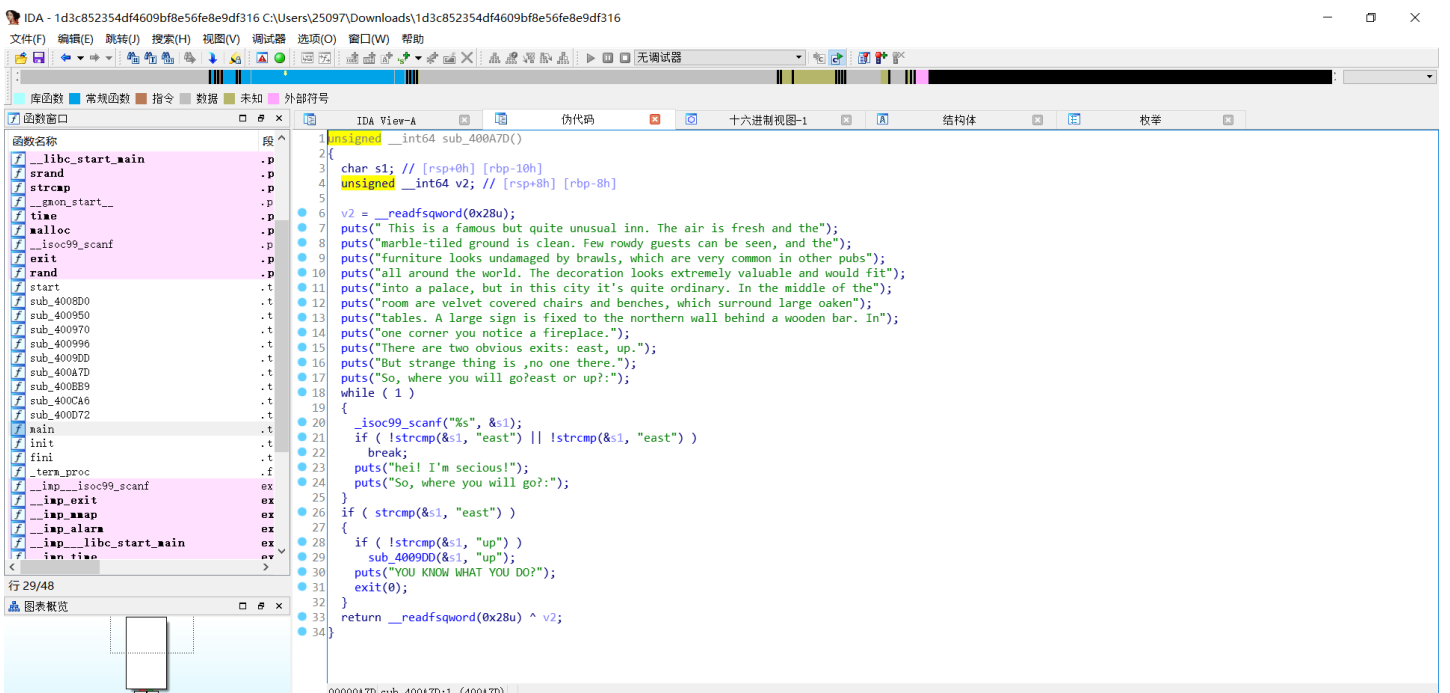 IDA - 1d3c852354df4609bf8e56fe8e9df316 C:\Users\25097\Downloads\1d3c852354df4609bf8e56fe8e9df316
文件(F) 编辑(E) 跳转(J) 搜索(H) 视图(V) 调试器 选项(O) 窗口(W) 帮助
无调试器
库函数 常规函数 指令 数据 未知 外部符号
函数窗口
函数名称 段
__libc_start_main .p
srand .p
strcmp .p
__gmon_start__ .p
time .p
malloc .p
__isoc99_scanf .p
exit .p
rand .p
start .t
sub_4008D0 .t
sub_400950 .t
sub_400970 .t
sub_400996 .t
sub_4009DD .t
sub_400A7D .t
sub_400BB9 .t
sub_400CA6 .t
sub_400D72 .t
main .t
init .t
fini .t
_term_proc .f
__imp___isoc99_scanf ex
__imp_exit ex
__imp_mmap ex
__imp_alarm ex
__imp___libc_start_main ex
__imp_time ex
行 29/48
图表概览
IDA View-A 伪代码 十六进制视图-1 结构体 枚举
1 unsigned __int64 sub_400A7D()
2 {
3 char s1; // [rsp+0h] [rbp-10h]
4 unsigned __int64 v2; // [rsp+8h] [rbp-8h]
5
6 v2 = __readfsqword(0x28u);
7 puts(" This is a famous but quite unusual inn. The air is fresh and the");
8 puts("marble-tiled ground is clean. Few rowdy guests can be seen, and the");
9 puts("furniture looks undamaged by brawls, which are very common in other pubs");
10 puts("all around the world. The decoration looks extremely valuable and would fit");
11 puts("into a palace, but in this city it's quite ordinary. In the middle of the");
12 puts("room are velvet covered chairs and benches, which surround large oaken");
13 puts("tables. A large sign is fixed to the northern wall behind a wooden bar. In");
14 puts("one corner you notice a fireplace.");
15 puts("There are two obvious exits: east, up.");
16 puts("But strange thing is ,no one there.");
17 puts("So, where you will go?east or up?:");
18 while ( 1 )
19 {
20 _isoc99_scanf("%s", &s1);
21 if ( !strcmp(&s1, "east") || !strcmp(&s1, "east") )
22 break;
23 puts("hei! I'm secious!");
24 puts("So, where you will go?:");
25 }
26 if ( strcmp(&s1, "east") )
27 {
28 if ( !strcmp(&s1, "up") )
29 sub_4009DD(&s1, "up");
30 puts("YOU KNOW WHAT YOU DO?");
31 exit(0);
32 }
33 return __readfsqword(0x28u) ^ v2;
34 }
00000A7D sub_400A7D:1 (400A7D)